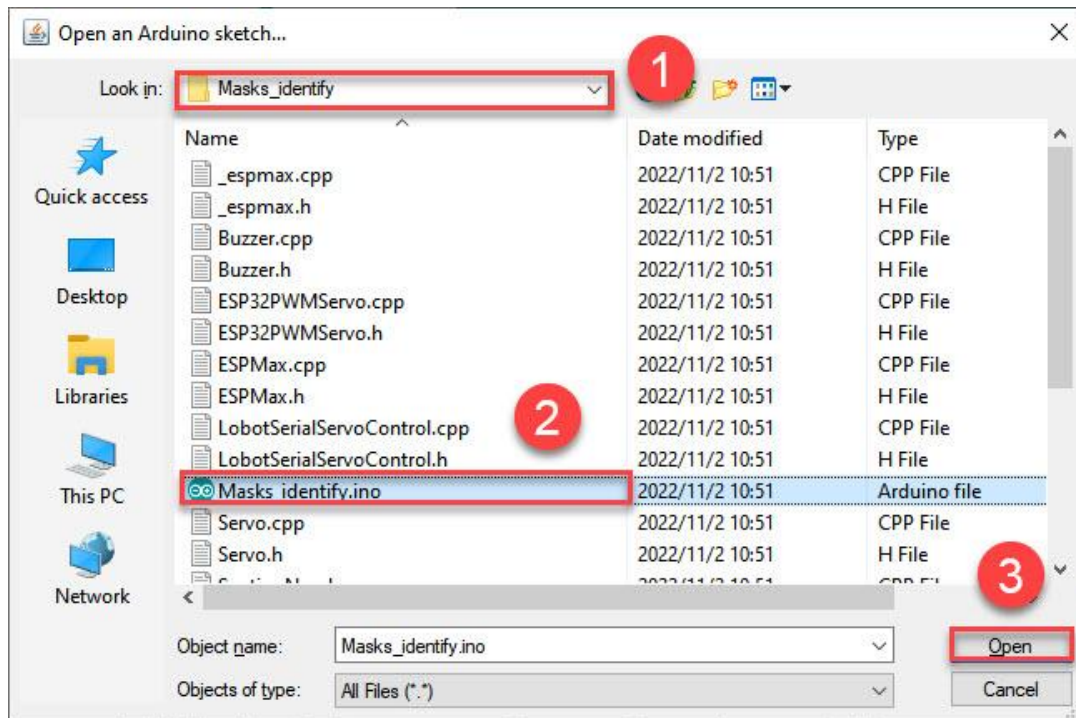 Open an Arduino sketch...
1
Look in: Masks_identify
Name Date modified Type
_espmax.cpp 2022/11/2 10:51 CPP File
_espmax.h 2022/11/2 10:51 H File
Buzzer.cpp 2022/11/2 10:51 CPP File
Buzzer.h 2022/11/2 10:51 H File
ESP32PWMServo.cpp 2022/11/2 10:51 CPP File
ESP32PWMServo.h 2022/11/2 10:51 H File
ESPMax.cpp 2022/11/2 10:51 CPP File
ESPMax.h 2022/11/2 10:51 H File
LobotSerialServoControl.cpp 2022/11/2 10:51 CPP File
2
LobotSerialServoControl.h 2022/11/2 10:51 H File
Masks_identify.ino 2022/11/2 10:51 Arduino file
Servo.cpp 2022/11/2 10:51 CPP File
Servo.h 2022/11/2 10:51 H File
3
Quick access
Desktop
Libraries
This PC
Network
Object name: Masks_identify.ino Open
Objects of type: All Files (*.*) Cancel